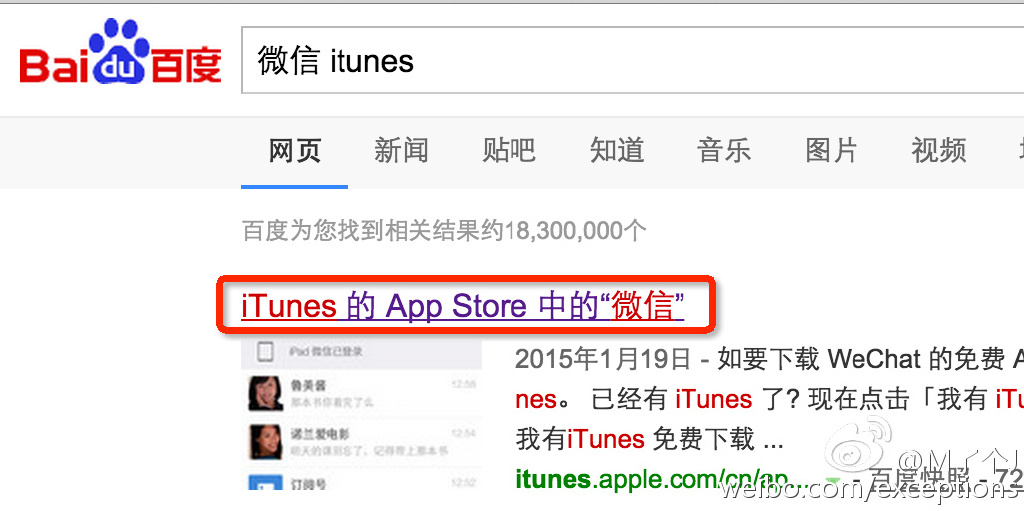 Bai du 百度
微信 itunes
网页 新闻 贴吧 知道 音乐 图片 视频
百度为您找到相关结果约18,300,000个
iTunes 的 App Store 中的“微信”
iPad 微信已登录
2015年1月19日 - 如要下载 WeChat 的免费 A
鲁美酱 12:58
那本书你看完了么
nes。 已经有 iTunes 了? 现在点击「我有 iTu
诺兰爱电影 12:54
明天的课别忘了，记得带上那本书
我有iTunes 免费下载 ...
订阅号 12:52
itunes.apple.com/cn/ap... - 百度快照 - 72
@M了个J
weibo.com/exceptions